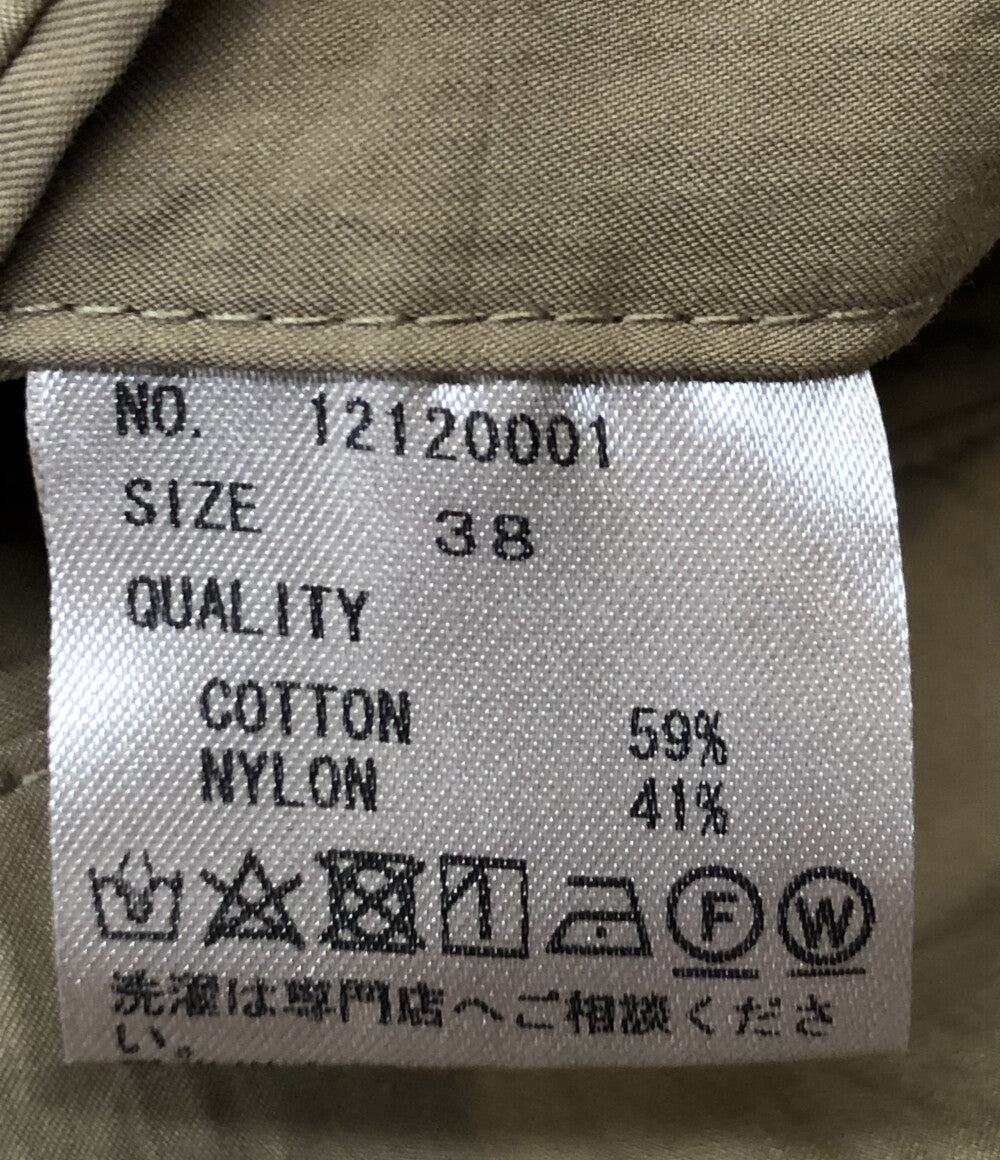 NO. 12120001
SIZE 38
QUALITY
COTTON 59%
NYLON 41%
F W
洗濯は専門店へご相談くださ
い。